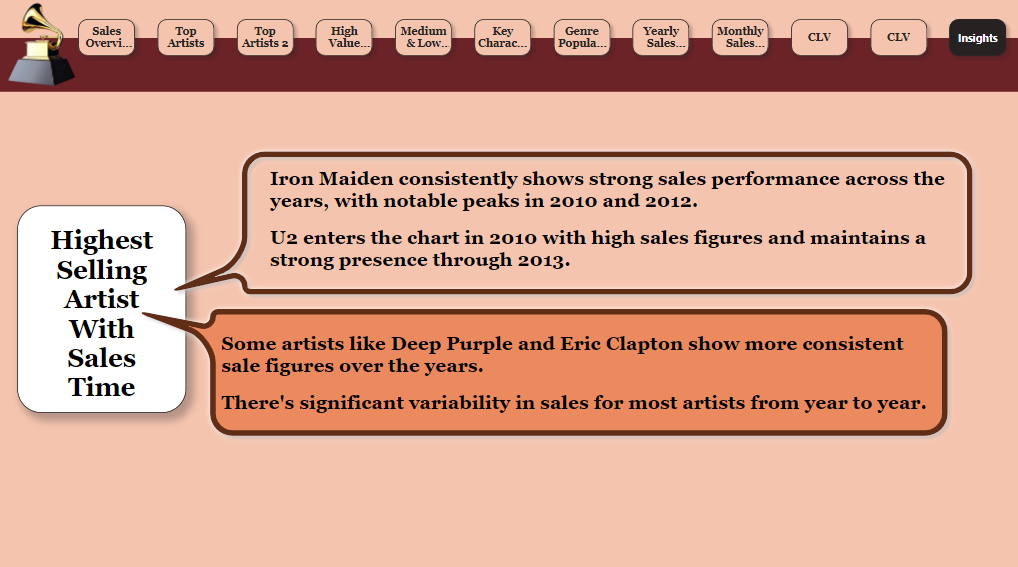 Sales
Overvi...
Top
Artists
Top
Artists 2
High
Value...
Medium
& Low...
Key
Charac...
Genre
Popula...
Yearly
Sales...
Monthly
Sales...
CLV
CLV
Insights
Highest
Selling
Artist
With
Sales
Time
Iron Maiden consistently shows strong sales performance across the
years, with notable peaks in 2010 and 2012.
U2 enters the chart in 2010 with high sales figures and maintains a
strong presence through 2013.
Some artists like Deep Purple and Eric Clapton show more consistent
sale figures over the years.
There's significant variability in sales for most artists from year to year.